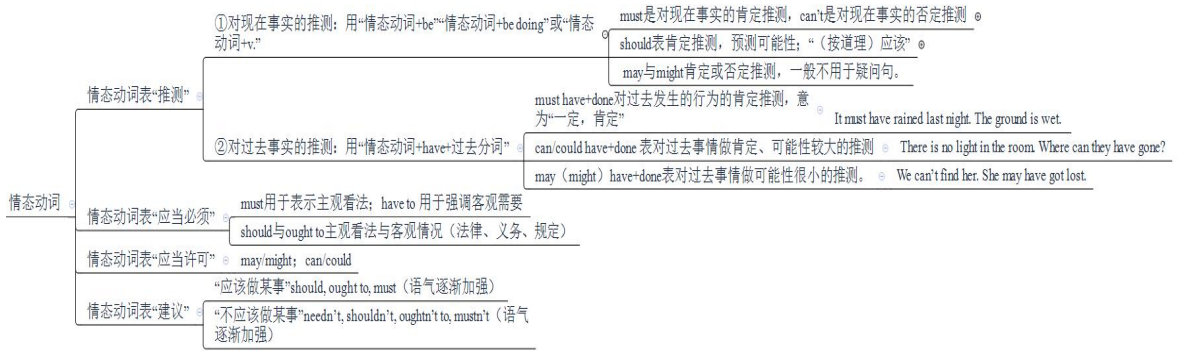 ①对现在事实的推测：用“情态动词+be”“情态动词+be doing”或“情态
动词+v.”
must是对现在事实的肯定推测，can’t是对现在事实的否定推测
should表肯定推测，预测可能性；“（按道理）应该”
may与might肯定或否定推测，一般不用于疑问句。
情态动词表“推测”
②对过去事实的推测：用“情态动词+have+过去分词”
must have+done对过去发生的行为的肯定推测，意
为“一定，肯定”
It must have rained last night. The ground is wet.
can/could have+done 表对过去事情做肯定、可能性较大的推测
There is no light in the room. Where can they have gone?
may（might）have+done表对过去事情做可能性很小的推测。
We can’t find her. She may have got lost.
情态动词
情态动词表“应当必须”
must用于表示主观看法；have to 用于强调客观需要
should与ought to主观看法与客观情况（法律、义务、规定）
情态动词表“应当许可”
may/might；can/could
情态动词表“建议”
“应该做某事”should, ought to, must（语气逐渐加强）
“不应该做某事”needn’t, shouldn’t, oughtn’t to, mustn’t（语气
逐渐加强）